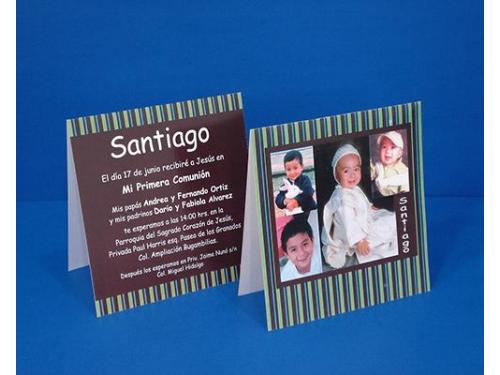 Santiago
El día 17 de junio recibiré a Jesús en
Mi Primera Comunión
Mis papás Andrea y Fernando Ortiz
y mis padrinos Darío y Fabiola Alvarez
te esperamos a las 14:00 hrs. en la
Parroquia del Sagrado Corazón de Jesús,
Privada Paul Harris esq. Paseo de los Granados
Col. Ampliación Bugambilias.
Después los esperamos en Priv. Jaime Nunó s/n
Col. Miguel Hidalgo
Santiago